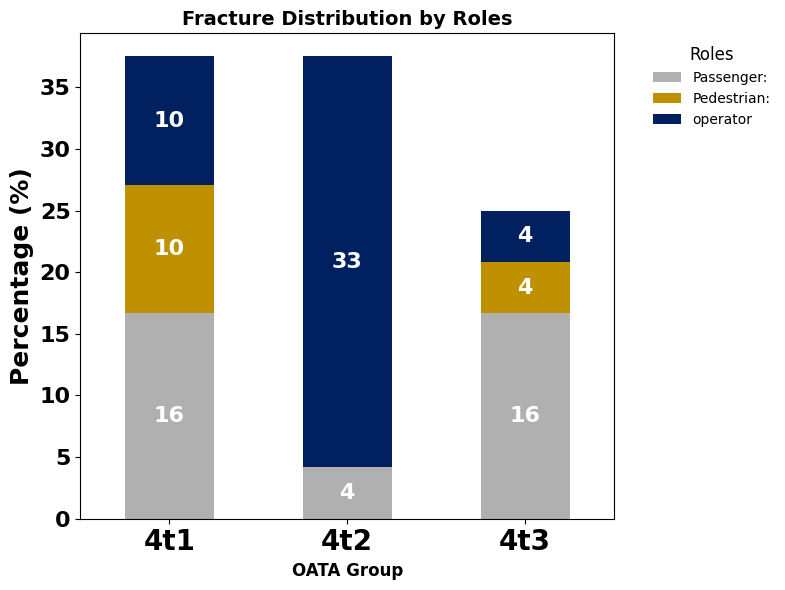 Fracture Distribution by Roles
Percentage (%)
35
30
25
20
15
10
5
0
10
10
16
33
4
4
4
16
4t1
4t2
4t3
OATA Group
Roles
Passenger:
Pedestrian:
operator